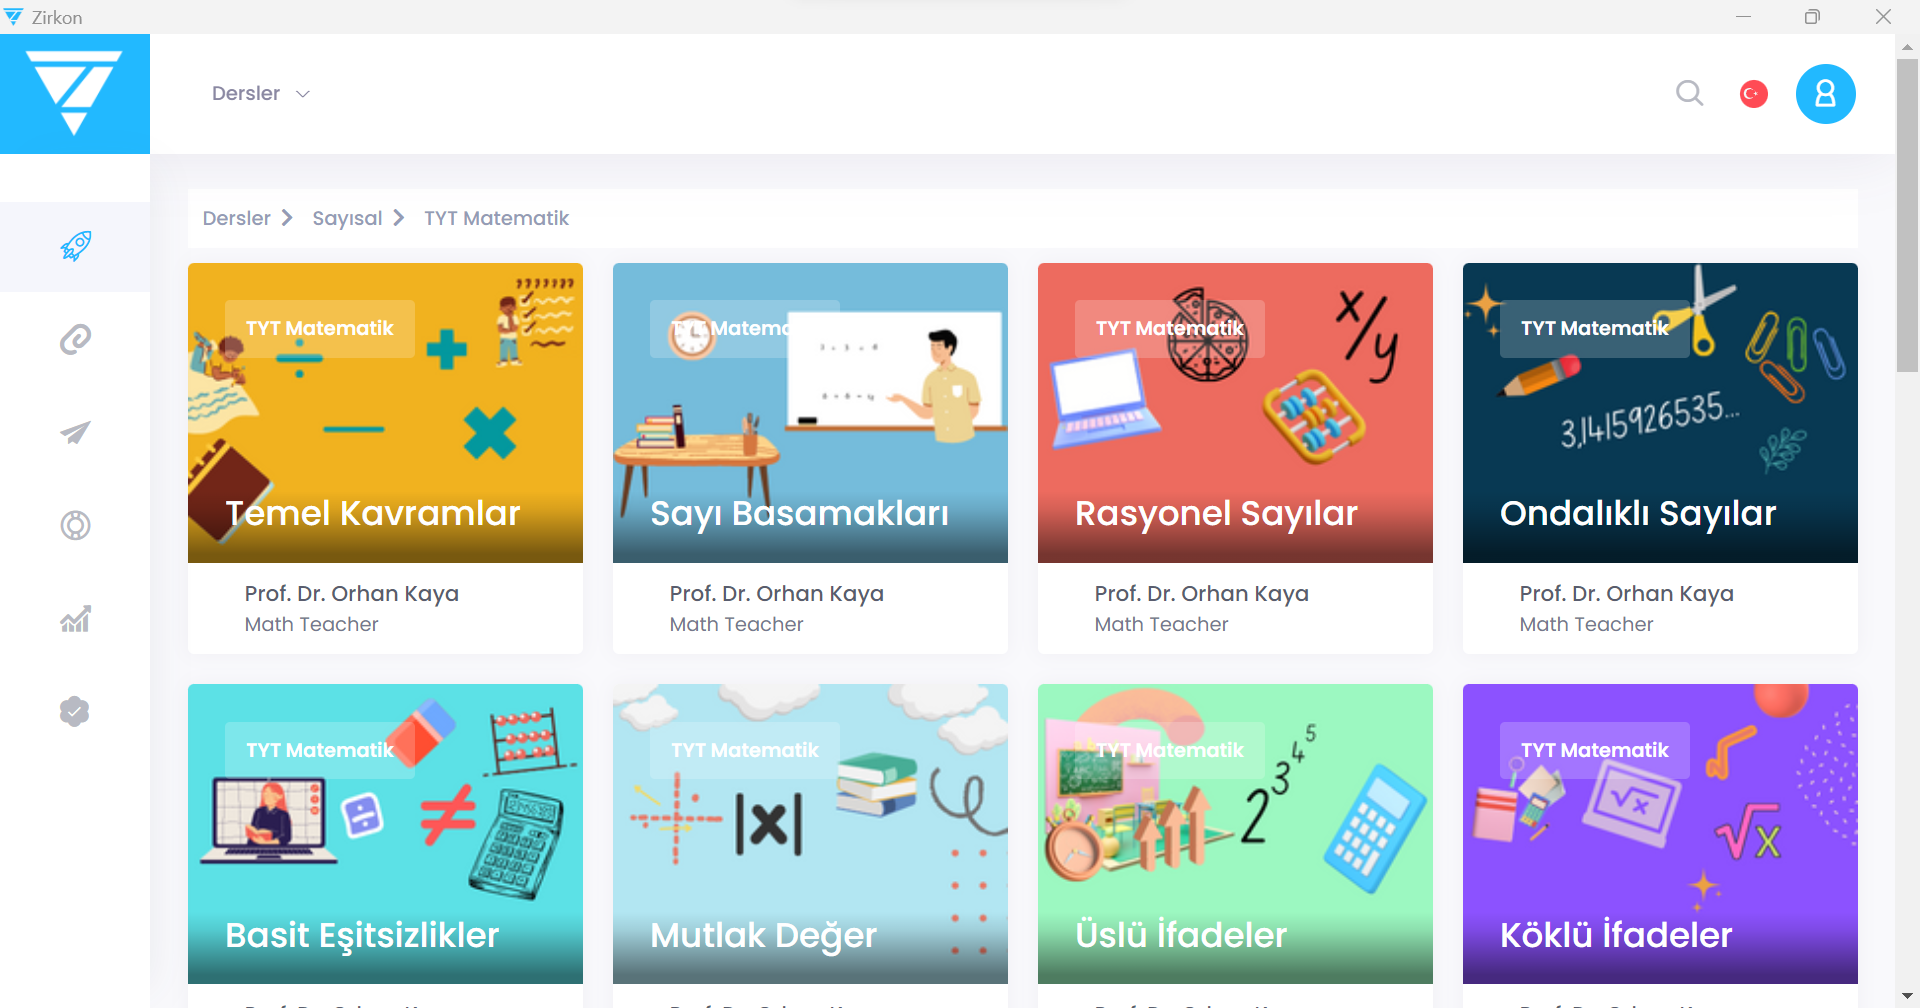 Zirkon
Dersler
Dersler Sayısal TYT Matematik
TYT Matematik
Temel Kavramlar
Prof. Dr. Orhan Kaya
Math Teacher
TYT Matematik
Sayı Basamakları
Prof. Dr. Orhan Kaya
Math Teacher
TYT Matematik
x/y
Rasyonel Sayılar
Prof. Dr. Orhan Kaya
Math Teacher
TYT Matematik
3,1415926535...
Ondalıklı Sayılar
Prof. Dr. Orhan Kaya
Math Teacher
TYT Matematik
Basit Eşitsizlikler
TYT Matematik
|x|
Mutlak Değer
TYT Matematik
2 3 4 5
Üslü İfadeler
TYT Matematik
√x
√x
Köklü İfadeler